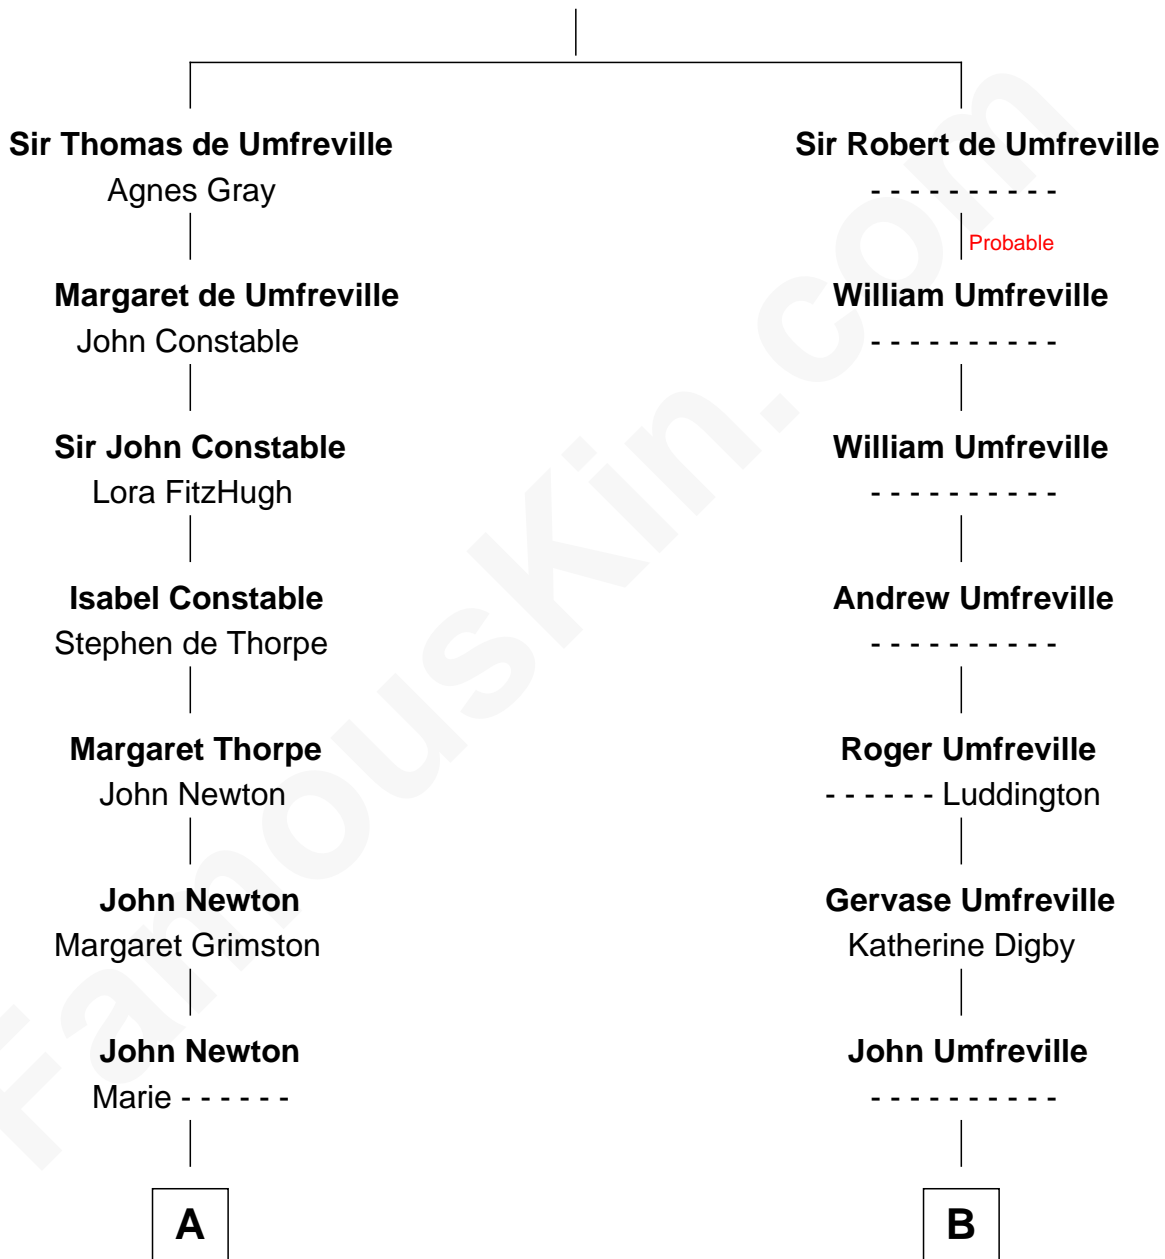 Sir Thomas de Umfreville
Agnes Gray
Sir Robert de Umfreville
- - - - - - - - - -
Probable
Margaret de Umfreville
John Constable
William Umfreville
- - - - - - - - - -
Sir John Constable
Lora FitzHugh
William Umfreville
- - - - - - - - - -
Isabel Constable
Stephen de Thorpe
Andrew Umfreville
- - - - - - - - - -
Margaret Thorpe
John Newton
Roger Umfreville
- - - - - - Luddington
John Newton
Margaret Grimston
Gervase Umfreville
Katherine Digby
John Newton
Marie - - - - - -
John Umfreville
- - - - - - - - - -
A
B
FamousKin.com